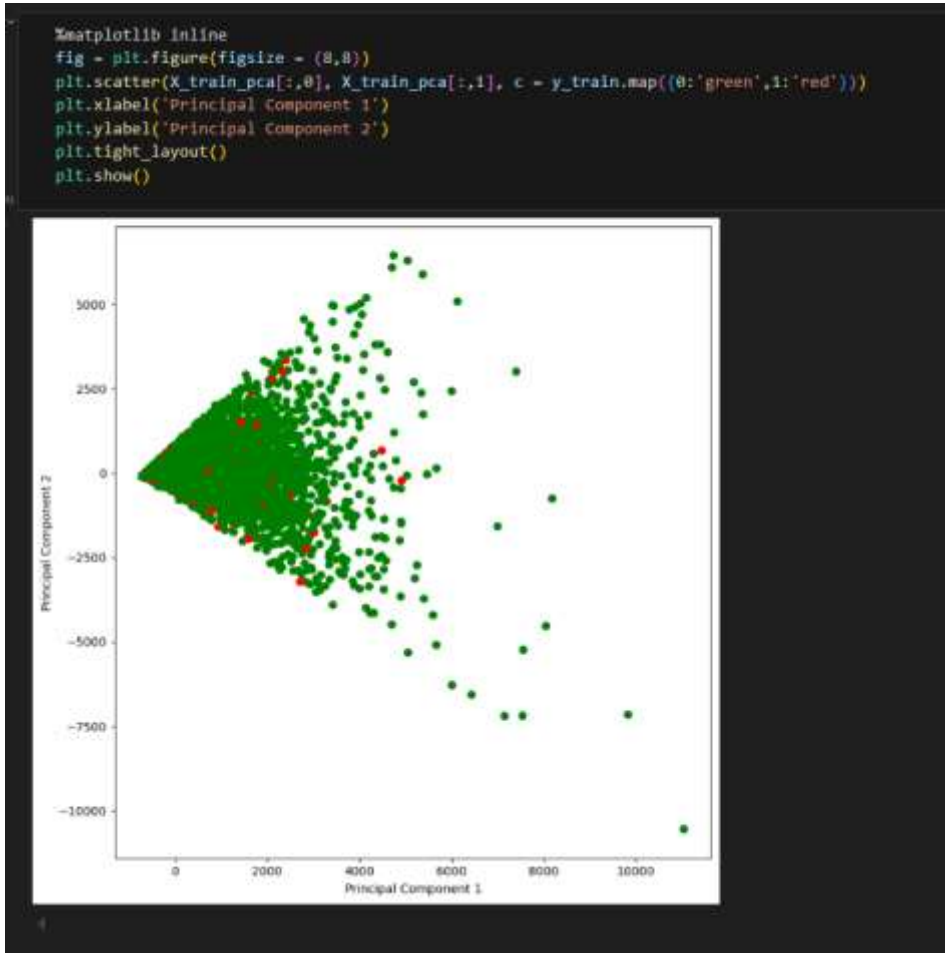 %matplotlib inline
fig = plt.figure(figsize = (8,8))
plt.scatter(X_train_pca[:,0], X_train_pca[:,1], c = y_train.map({0:'green',1:'red'}))
plt.xlabel('Principal Component 1')
plt.ylabel('Principal Component 2')
plt.tight_layout()
plt.show()
5000
2500
0
−2500
−5000
−7500
−10000
Principal Component 2
0 2000 4000 6000 8000 10000
Principal Component 1